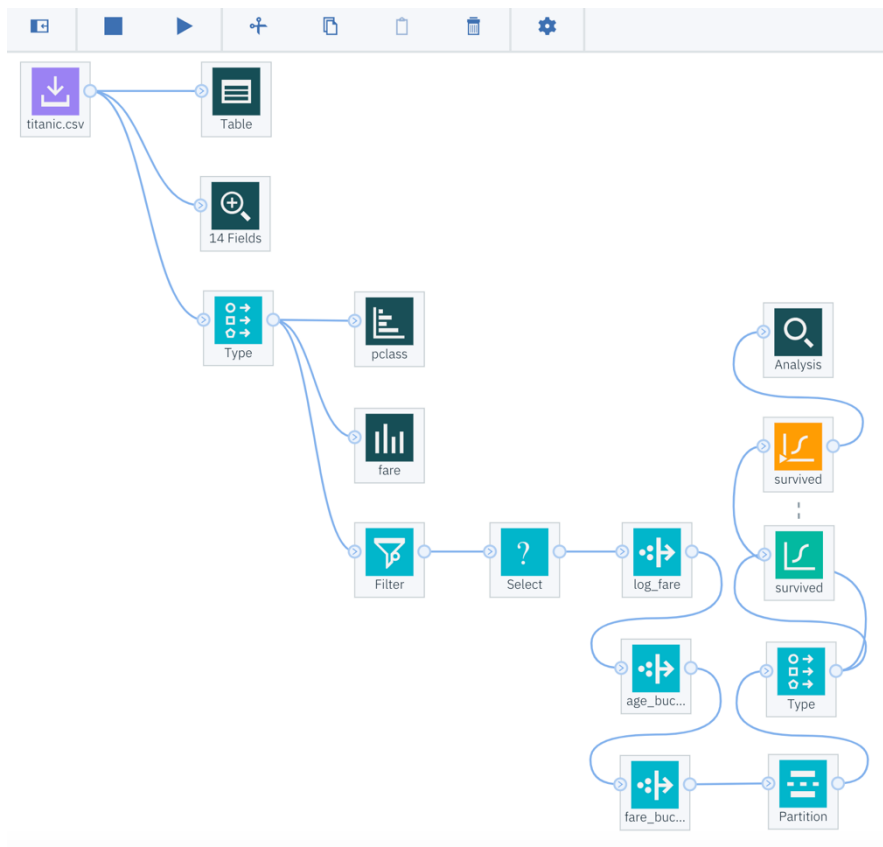 titanic.csv
Table
14 Fields
Type
pclass
Analysis
fare
survived
Filter
Select
log_fare
survived
age_buc...
Type
fare_buc...
Partition